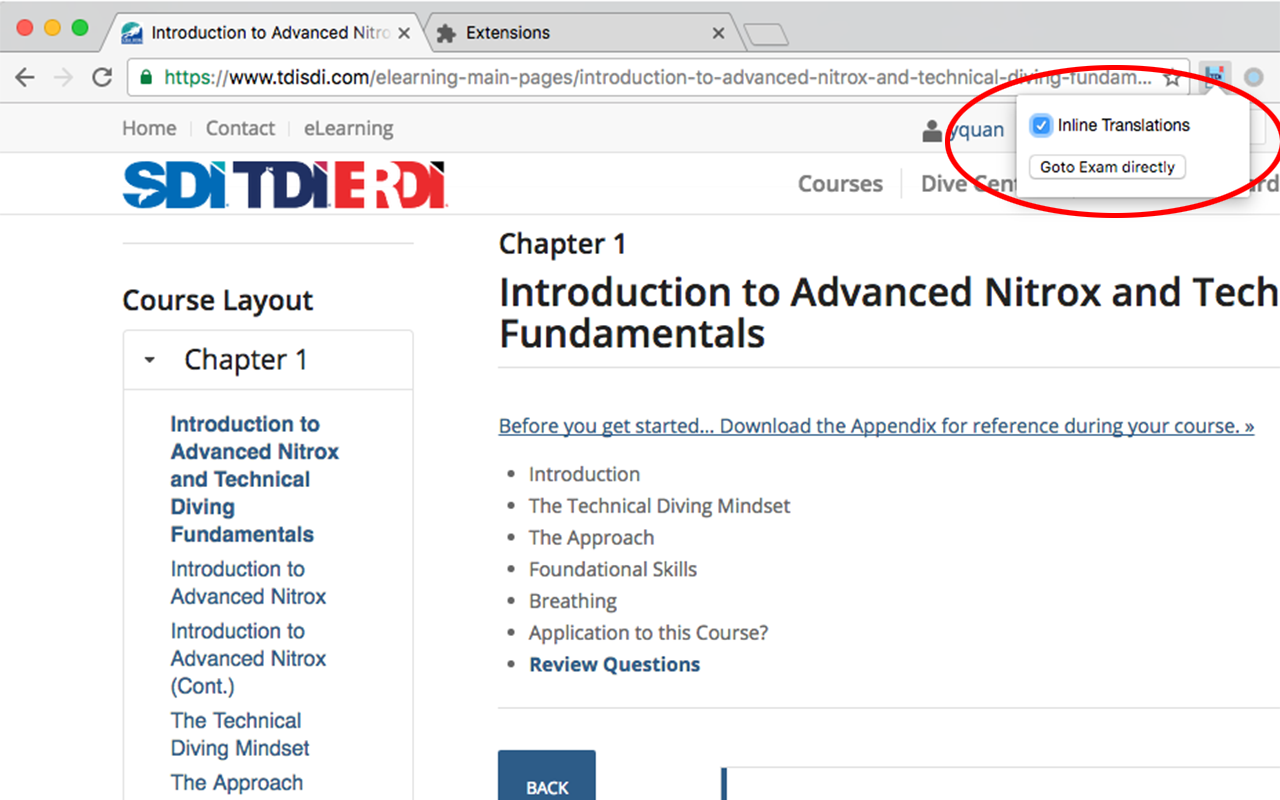 Introduction to Advanced Nitro
Extensions
https://www.tdisdi.com/elearning-main-pages/introduction-to-advanced-nitrox-and-technical-diving-fundam...
Home Contact eLearning
yquan
Inline Translations
Goto Exam directly
SDI TDI ERDI
Courses Dive Cent
Chapter 1
Introduction to Advanced Nitrox and Tech
Fundamentals
Course Layout
Chapter 1
Introduction to
Advanced Nitrox
and Technical
Diving
Fundamentals
Introduction to
Advanced Nitrox
Introduction to
Advanced Nitrox
(Cont.)
The Technical
Diving Mindset
The Approach
Before you get started... Download the Appendix for reference during your course. »
Introduction
The Technical Diving Mindset
The Approach
Foundational Skills
Breathing
Application to this Course?
Review Questions
BACK